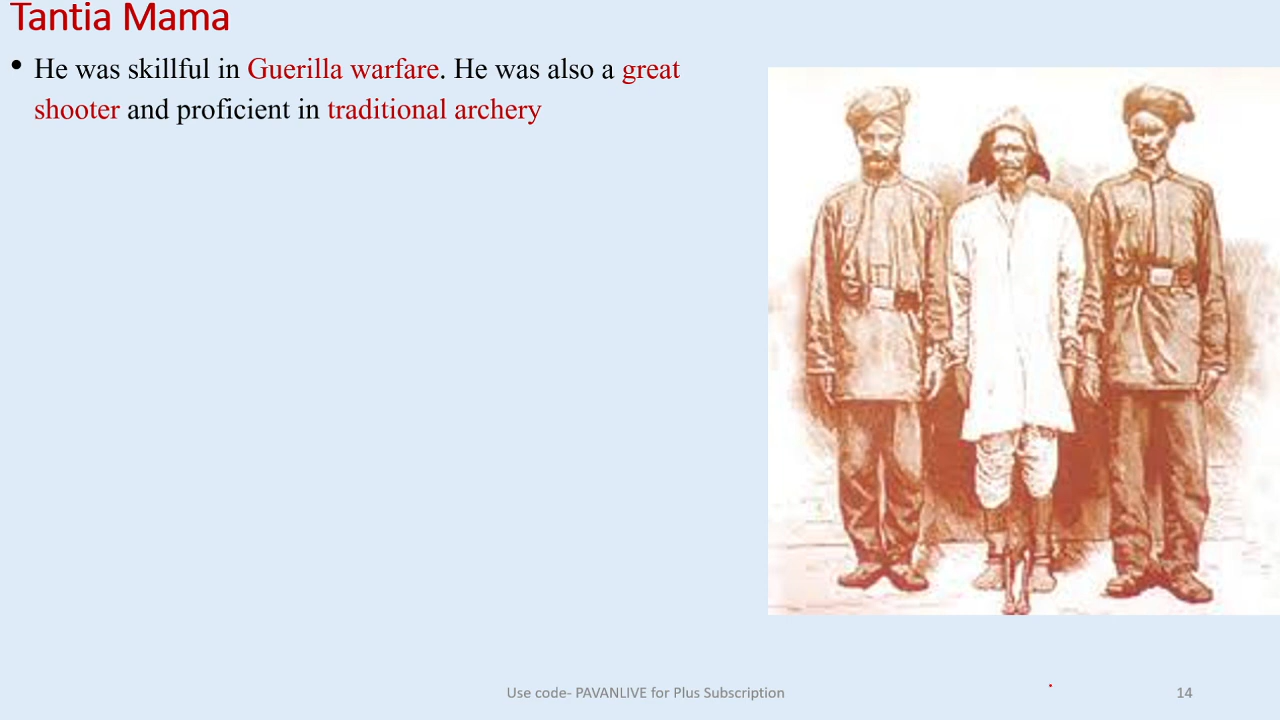 Tantia Mama
• He was skillful in Guerilla warfare. He was also a great
shooter and proficient in traditional archery
Use code- PAVANLIVE for Plus Subscription
14